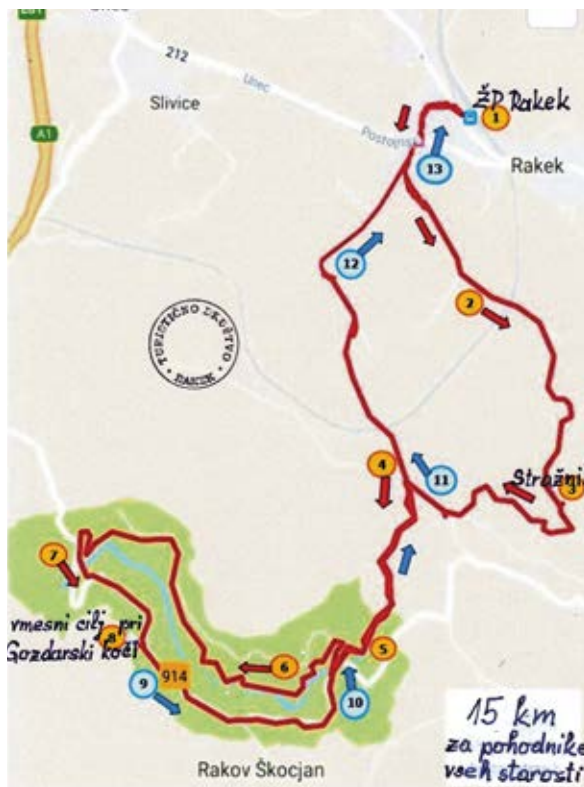 212
Unec
Slivice
A1
ŽP Rakek
1
Postojnska
Rakek
13
12
2
TURISTIČNO DRUŠTVO
RAKEK
4
11
Stražni
3
7
vmesni cilj pri
8
Gozdarski koči
6
5
914
9
10
Rakov Škocjan
15 km
za pohodnike
vseh starosti